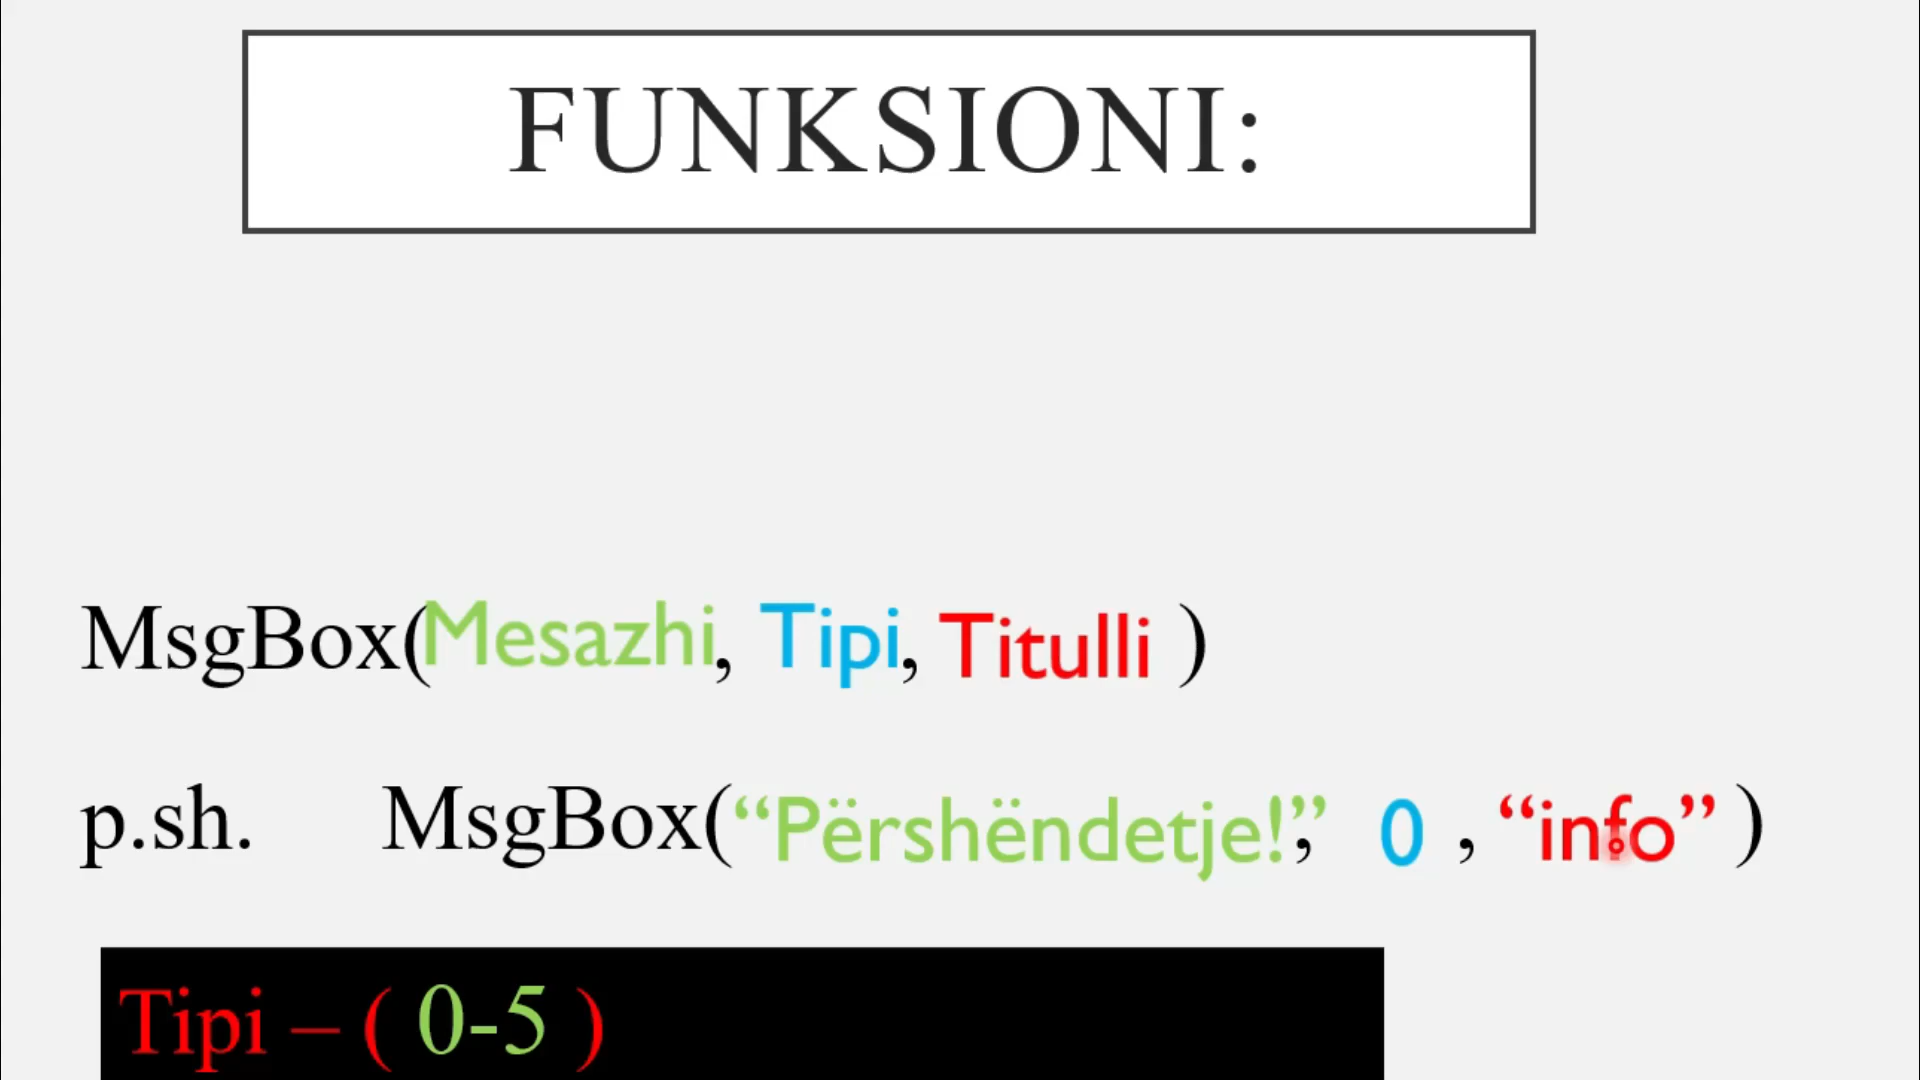 FUNKSIONI:
MsgBox(Mesazhi, Tipi, Titulli )
p.sh. MsgBox(“Përshëndetje!”, 0 , “info” )
Tipi – ( 0-5 )